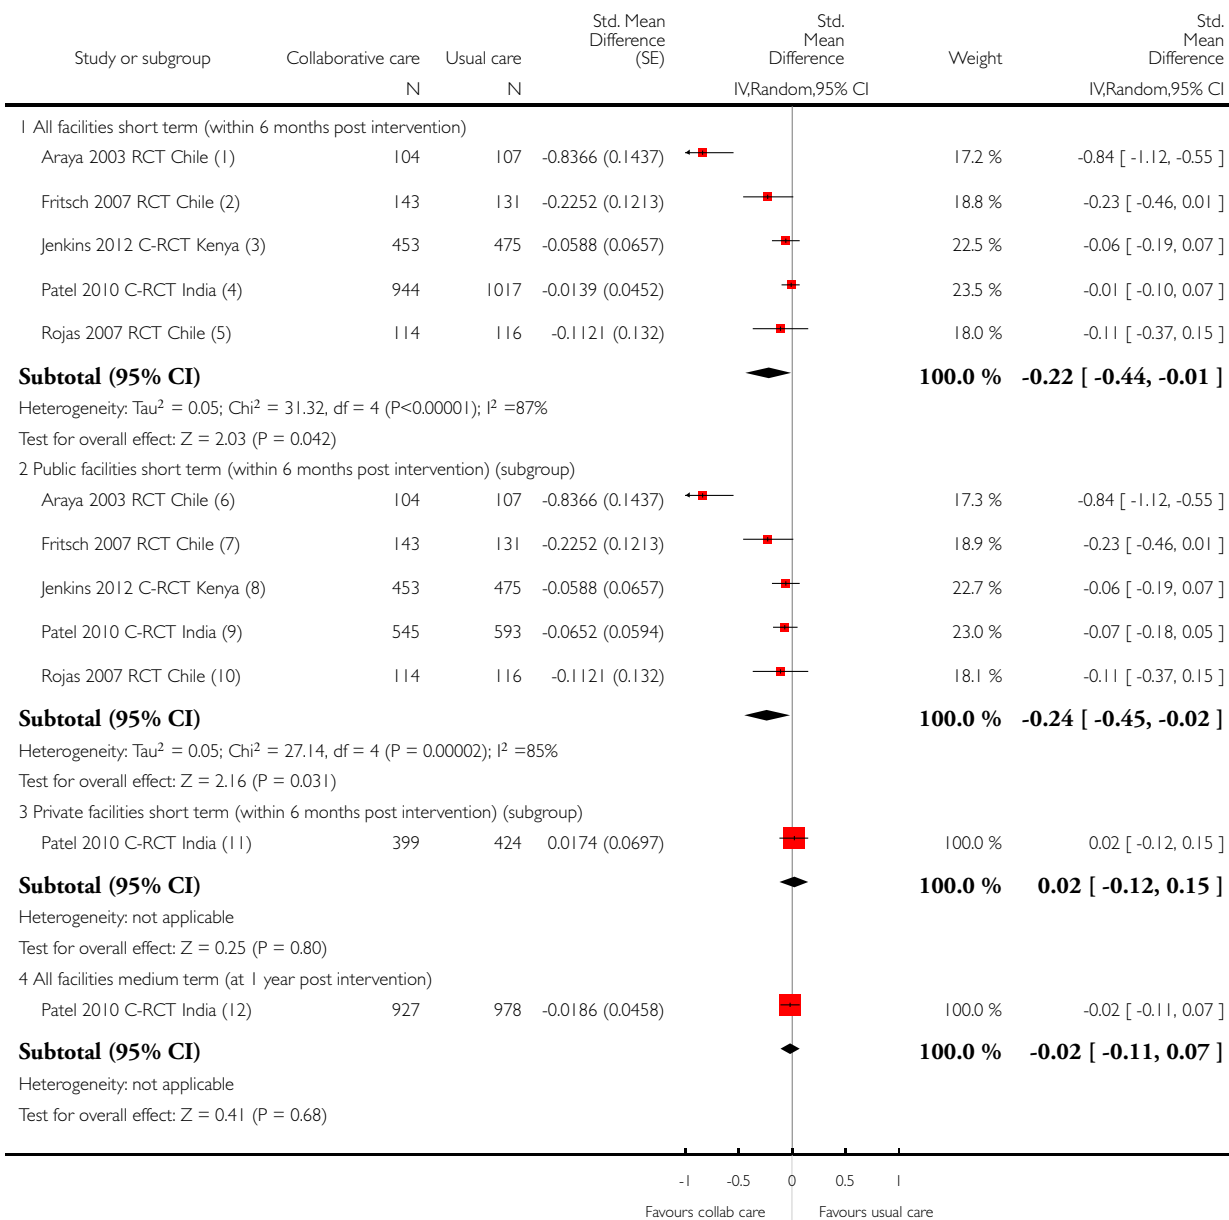 Study or subgroup Collaborative care Usual care Std. Mean Difference (SE) Std. Mean Difference Weight Std. Mean Difference
N N IV,Random,95% CI IV,Random,95% CI
1 All facilities short term (within 6 months post intervention)
Araya 2003 RCT Chile (1) 104 107 -0.8366 (0.1437) 17.2 % -0.84 [ -1.12, -0.55 ]
Fritsch 2007 RCT Chile (2) 143 131 -0.2252 (0.1213) 18.8 % -0.23 [ -0.46, 0.01 ]
Jenkins 2012 C-RCT Kenya (3) 453 475 -0.0588 (0.0657) 22.5 % -0.06 [ -0.19, 0.07 ]
Patel 2010 C-RCT India (4) 944 1017 -0.0139 (0.0452) 23.5 % -0.01 [ -0.10, 0.07 ]
Rojas 2007 RCT Chile (5) 114 116 -0.1121 (0.132) 18.0 % -0.11 [ -0.37, 0.15 ]
Subtotal (95% CI) 100.0 % -0.22 [ -0.44, -0.01 ]
Heterogeneity: Tau² = 0.05; Chi² = 31.32, df = 4 (P<0.00001); I² =87%
Test for overall effect: Z = 2.03 (P = 0.042)
2 Public facilities short term (within 6 months post intervention) (subgroup)
Araya 2003 RCT Chile (6) 104 107 -0.8366 (0.1437) 17.3 % -0.84 [ -1.12, -0.55 ]
Fritsch 2007 RCT Chile (7) 143 131 -0.2252 (0.1213) 18.9 % -0.23 [ -0.46, 0.01 ]
Jenkins 2012 C-RCT Kenya (8) 453 475 -0.0588 (0.0657) 22.7 % -0.06 [ -0.19, 0.07 ]
Patel 2010 C-RCT India (9) 545 593 -0.0652 (0.0594) 23.0 % -0.07 [ -0.18, 0.05 ]
Rojas 2007 RCT Chile (10) 114 116 -0.1121 (0.132) 18.1 % -0.11 [ -0.37, 0.15 ]
Subtotal (95% CI) 100.0 % -0.24 [ -0.45, -0.02 ]
Heterogeneity: Tau² = 0.05; Chi² = 27.14, df = 4 (P = 0.00002); I² =85%
Test for overall effect: Z = 2.16 (P = 0.031)
3 Private facilities short term (within 6 months post intervention) (subgroup)
Patel 2010 C-RCT India (11) 399 424 0.0174 (0.0697) 100.0 % 0.02 [ -0.12, 0.15 ]
Subtotal (95% CI) 100.0 % 0.02 [ -0.12, 0.15 ]
Heterogeneity: not applicable
Test for overall effect: Z = 0.25 (P = 0.80)
4 All facilities medium term (at 1 year post intervention)
Patel 2010 C-RCT India (12) 927 978 -0.0186 (0.0458) 100.0 % -0.02 [ -0.11, 0.07 ]
Subtotal (95% CI) 100.0 % -0.02 [ -0.11, 0.07 ]
Heterogeneity: not applicable
Test for overall effect: Z = 0.41 (P = 0.68)
-1 -0.5 0 0.5 1
Favours collab care Favours usual care